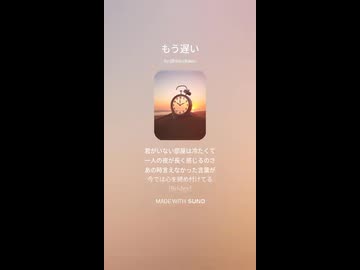 もう遅い
君がいない部屋は冷たくて
一人の夜が長く感じるのさ
あの時言えなかった言葉が
今では心を締め付けてる
[Bridge]
MADE WITH SUNO